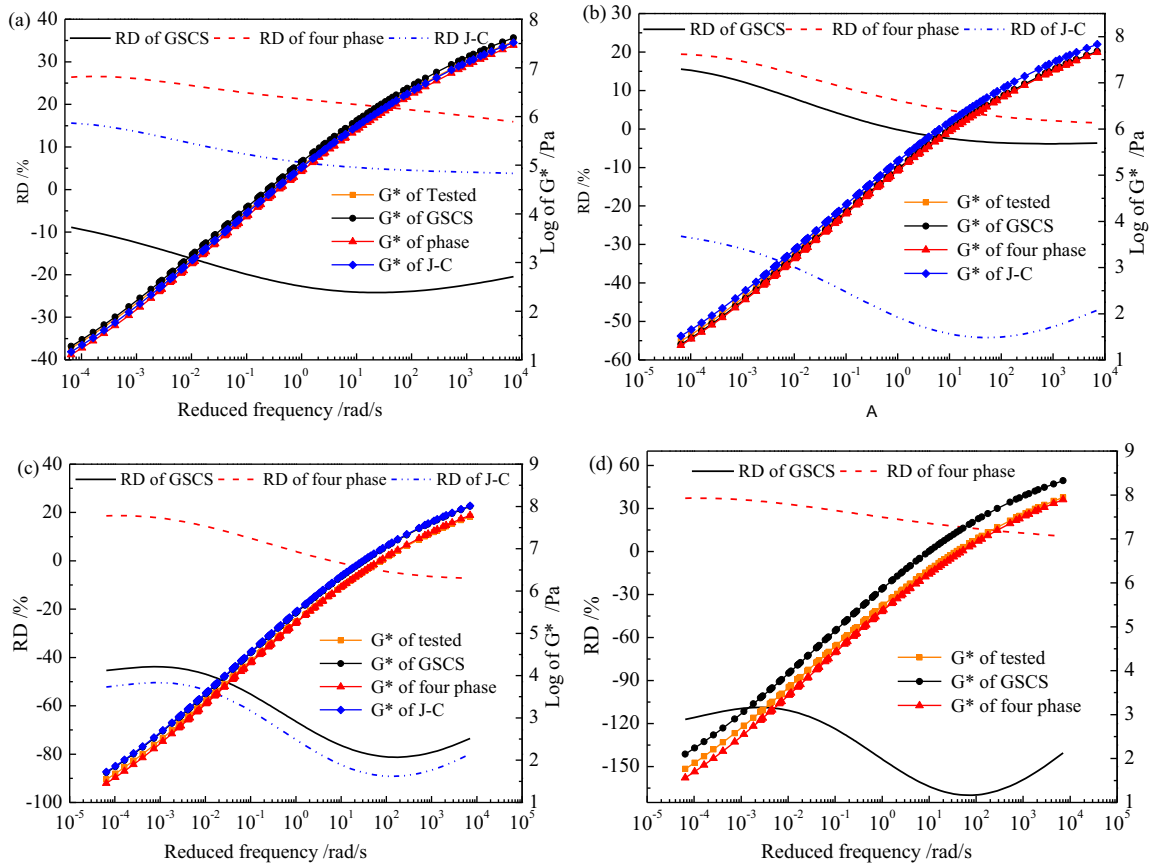 (a)
RD of GSCS
RD of four phase
RD J-C
40
30
20
10
0
-10
-20
-30
-40
RD /%
8
7
6
5
4
3
2
1
Log of G* /Pa
G* of Tested
G* of GSCS
G* of phase
G* of J-C
10-4
10-3
10-2
10-1
100
101
102
103
104
Reduced frequency /rad/s
(b)
RD of GSCS
RD of four phase
RD of J-C
30
20
10
0
-10
-20
-30
-40
-50
-60
RD /%
8
7
6
5
4
3
2
1
Log of G* /Pa
G* of tested
G* of GSCS
G* of four phase
G* of J-C
10-5
10-4
10-3
10-2
10-1
100
101
102
103
104
A
(c)
RD of GSCS
RD of four phase
RD of J-C
40
20
0
-20
-40
-60
-80
-100
RD /%
9
8
7
6
5
4
3
2
1
Log of G* /Pa
G* of tested
G* of GSCS
G* of four phase
G* of J-C
10-5
10-4
10-3
10-2
10-1
100
101
102
103
104
105
Reduced frequency /rad/s
(d)
RD of GSCS
RD of four phase
60
30
0
-30
-60
-90
-120
-150
RD /%
9
8
7
6
5
4
3
2
1
G* of tested
G* of GSCS
G* of four phase
10-5
10-4
10-3
10-2
10-1
100
101
102
103
104
105
Reduced frequency /rad/s